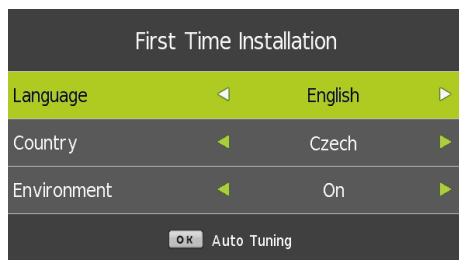 First Time Installation
Language English
Country Czech
Environment On
OK Auto Tuning